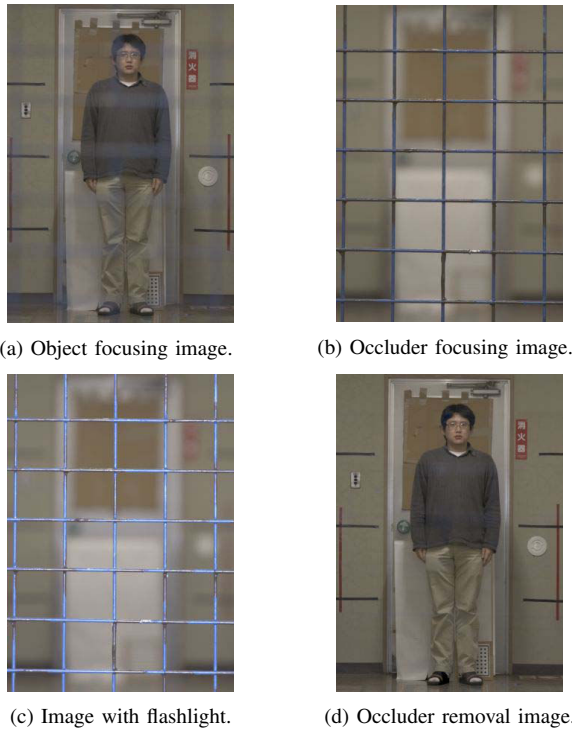 消火器
(a) Object focusing image.
(b) Occluder focusing image.
消火器
(c) Image with flashlight.
(d) Occluder removal image.